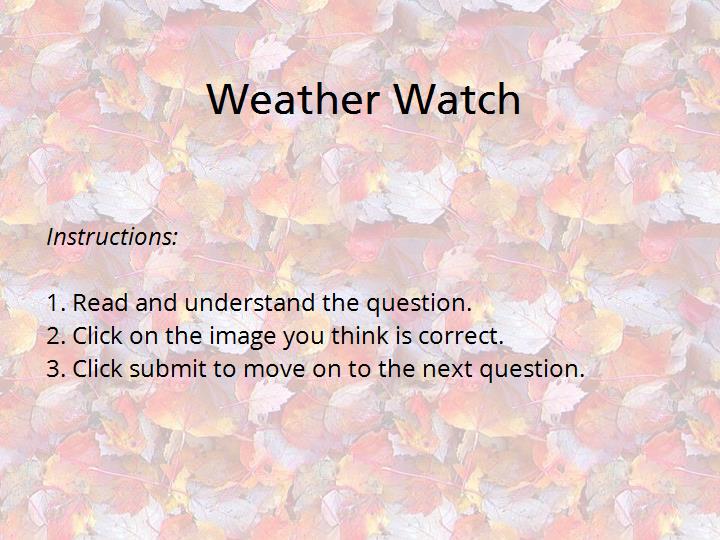 Weather Watch
Instructions:
1. Read and understand the question.
2. Click on the image you think is correct.
3. Click submit to move on to the next question.